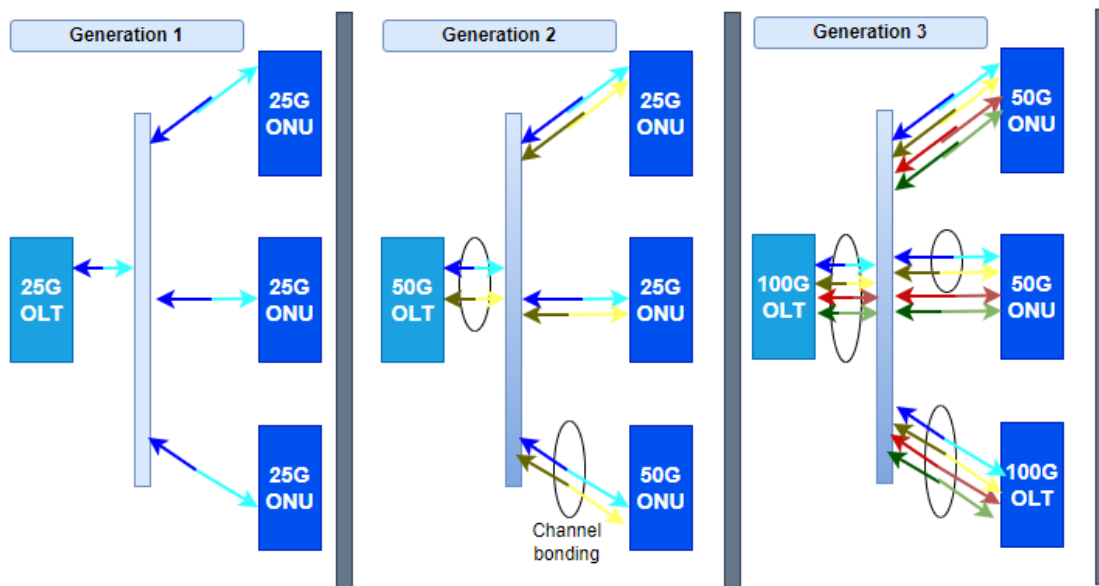 Generation 1
25G
OLT
25G
ONU
25G
ONU
25G
ONU
Generation 2
50G
OLT
25G
ONU
25G
ONU
50G
ONU
Channel
bonding
Generation 3
100G
OLT
50G
ONU
50G
ONU
100G
OLT